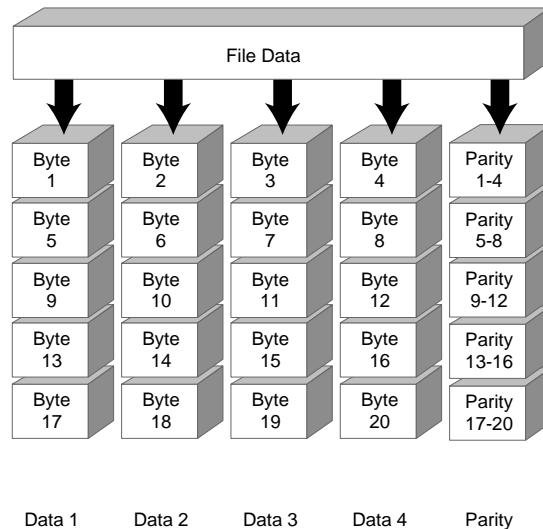 File Data
Byte
1
Byte
2
Byte
3
Byte
4
Parity
1-4
Byte
5
Byte
6
Byte
7
Byte
8
Parity
5-8
Byte
9
Byte
10
Byte
11
Byte
12
Parity
9-12
Byte
13
Byte
14
Byte
15
Byte
16
Parity
13-16
Byte
17
Byte
18
Byte
19
Byte
20
Parity
17-20
Data 1
Data 2
Data 3
Data 4
Parity